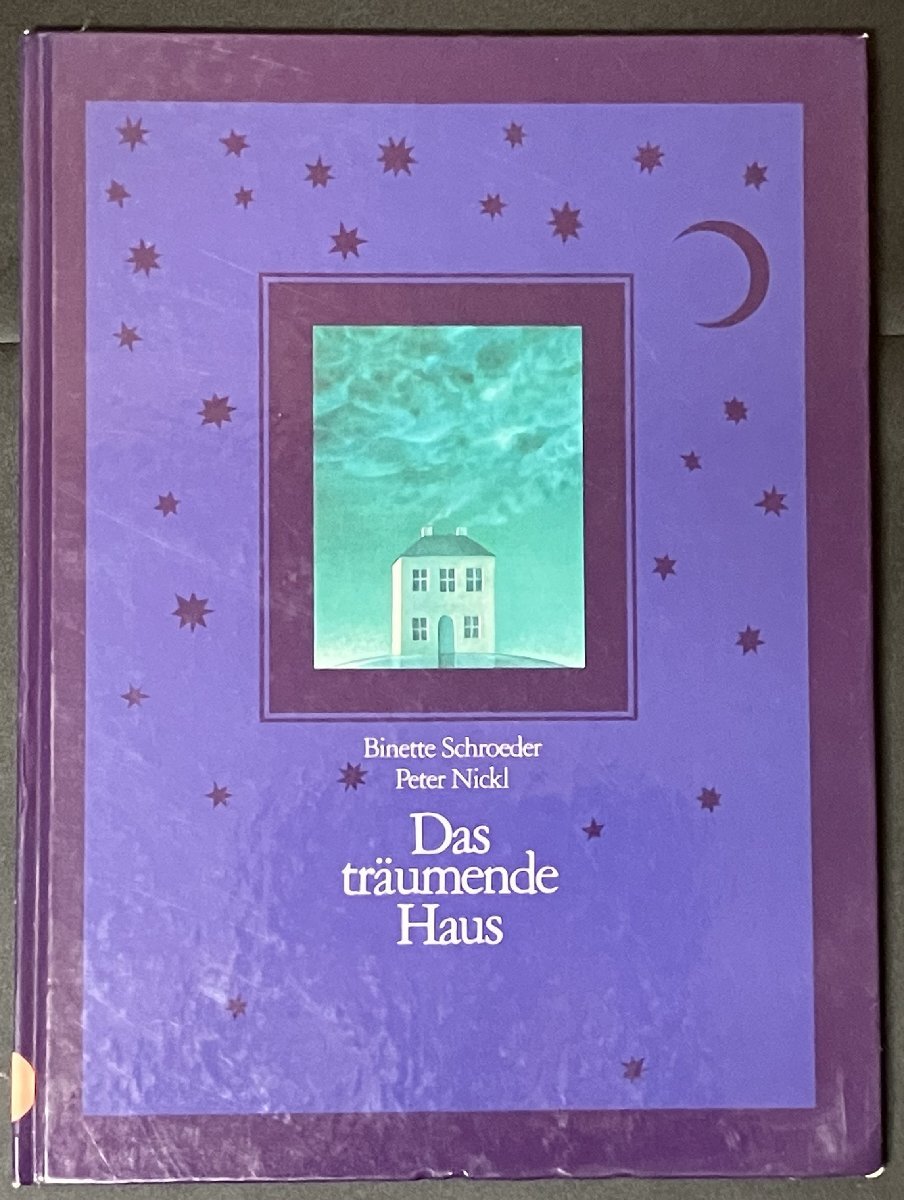 Binette Schroeder
Peter Nickl
Das
träumende
Haus